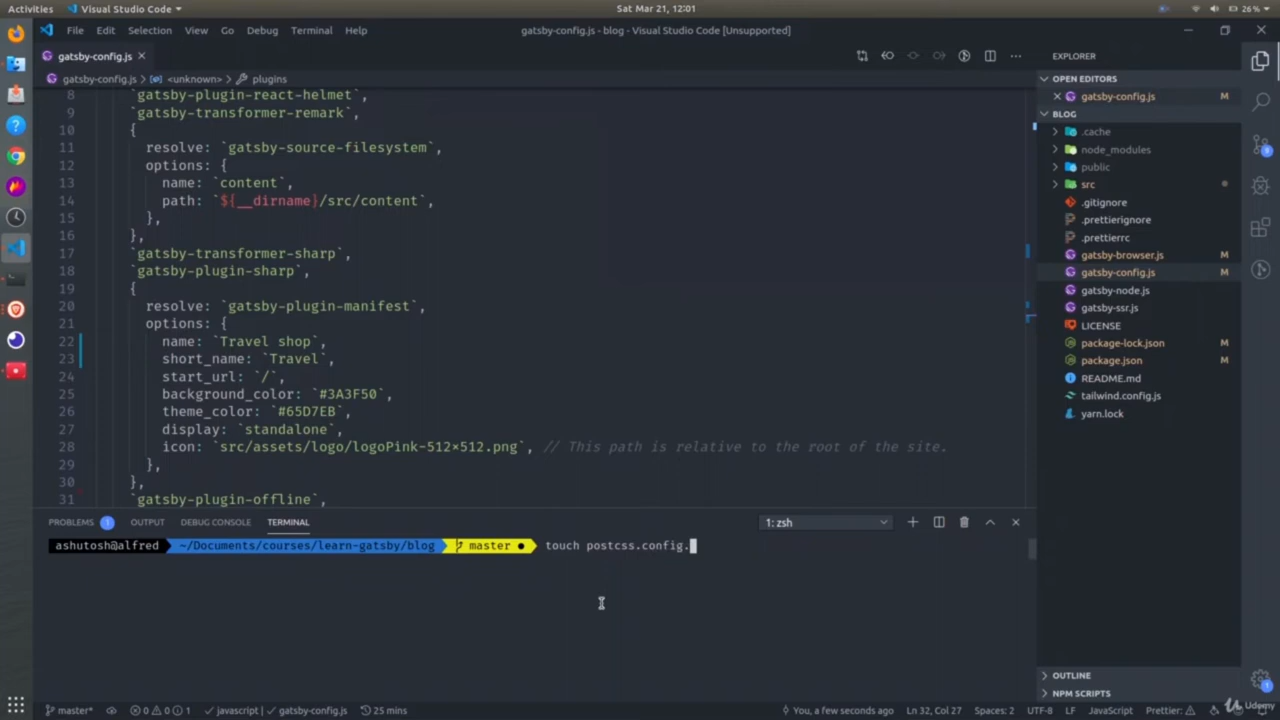 Activities
Visual Studio Code
Sat Mar 21, 12:01
26%
File Edit Selection View Go Debug Terminal Help
gatsby-config.js - blog - Visual Studio Code [Unsupported]
gatsby-config.js
gatsby-config.js > <unknown> > plugins
8 `gatsby-plugin-react-helmet`,
9 `gatsby-transformer-remark`,
10 {
11 resolve: `gatsby-source-filesystem`,
12 options: {
13 name: `content`,
14 path: `${__dirname}/src/content`,
15 },
16 },
17 `gatsby-transformer-sharp`,
18 `gatsby-plugin-sharp`,
19 {
20 resolve: `gatsby-plugin-manifest`,
21 options: {
22 name: `Travel shop`,
23 short_name: `Travel`,
24 start_url: `/`,
25 background_color: `#3A3F50`,
26 theme_color: `#65D7EB`,
27 display: `standalone`,
28 icon: `src/assets/logo/logoPink-512×512.png`, // This path is relative to the root of the site.
29 },
30 },
31 `gatsby-plugin-offline`,
PROBLEMS 1 OUTPUT DEBUG CONSOLE TERMINAL
1: zsh
ashutosh@alfred ~/Documents/courses/learn-gatsby/blog master ● touch postcss.config.
EXPLORER
OPEN EDITORS
gatsby-config.js M
BLOG
.cache
node_modules
public
src
.gitignore
.prettierignore
.prettierrc
gatsby-browser.js M
gatsby-config.js M
gatsby-node.js
gatsby-ssr.js
LICENSE
package-lock.json M
package.json M
README.md
tailwind.config.js
yarn.lock
OUTLINE
NPM SCRIPTS
master* 0 0 1 javascript | gatsby-config.js 25 mins
You, a few seconds ago Ln 32, Col 27 Spaces: 2 UTF-8 LF JavaScript Prettier:
Udemy